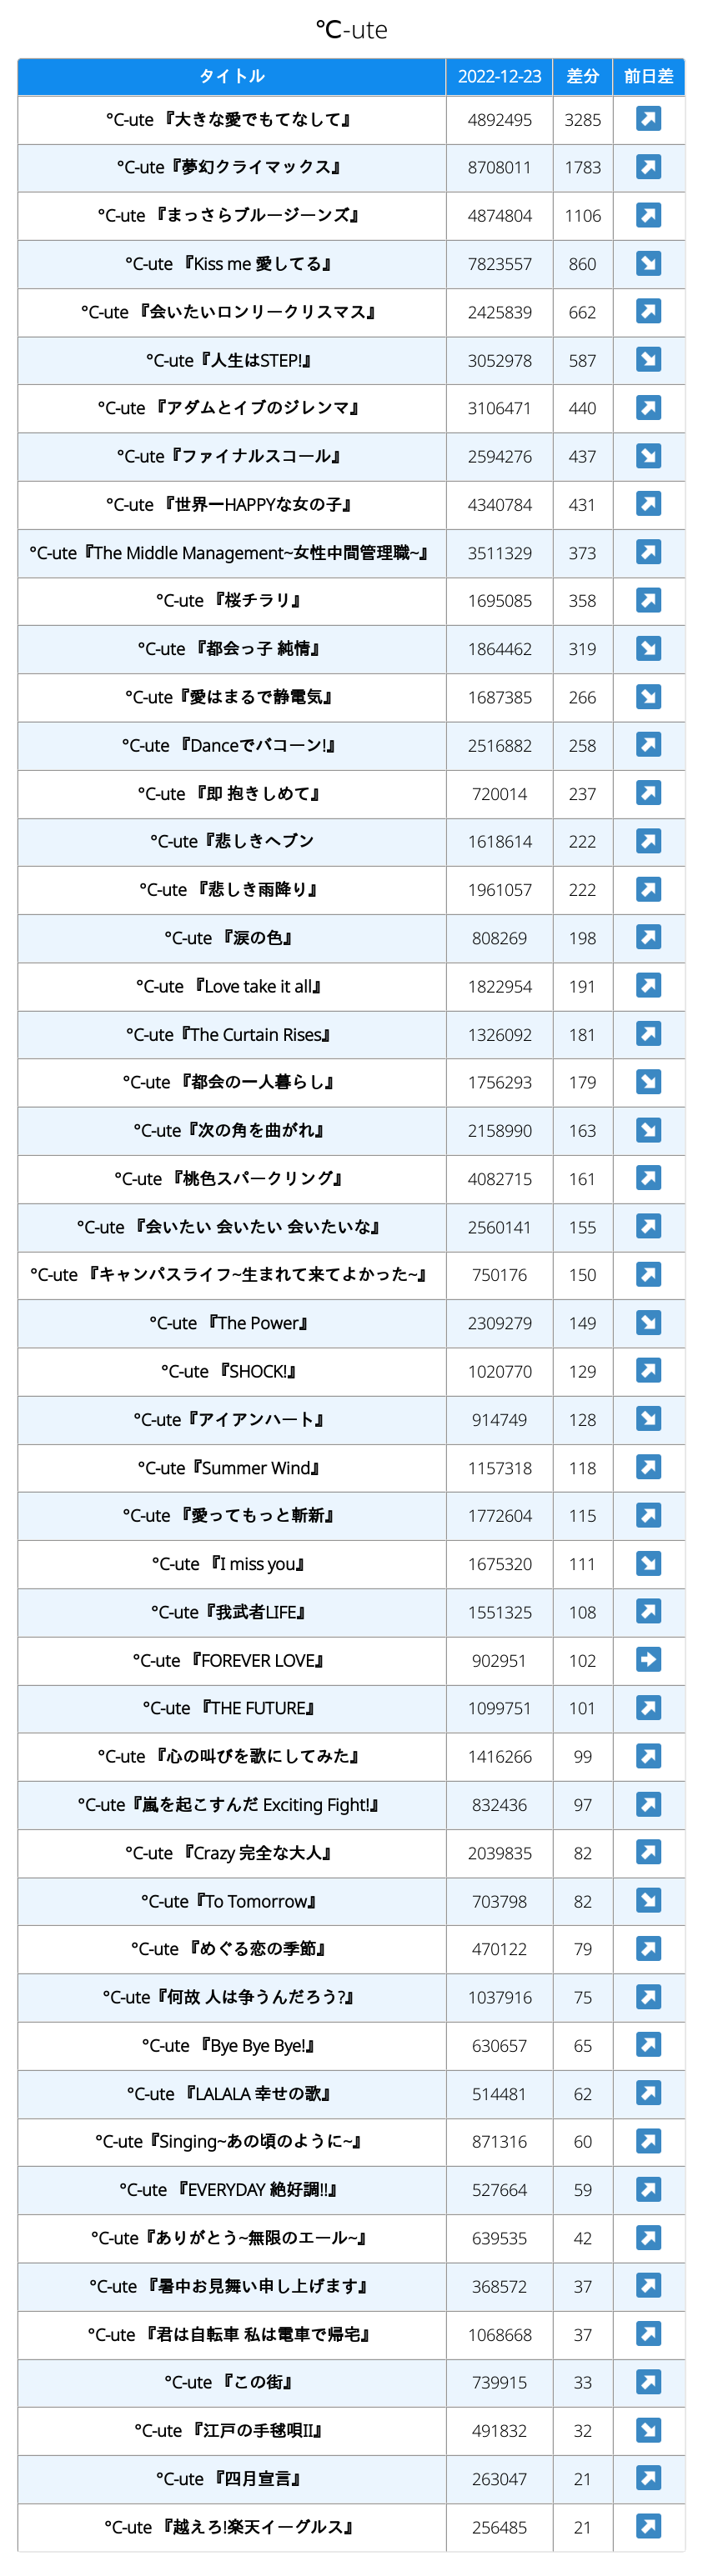 ℃-ute
タイトル 2022-12-23 差分 前日差
°C-ute 『大きな愛でもてなして』 4892495 3285 ↗
°C-ute『夢幻クライマックス』 8708011 1783 ↗
°C-ute 『まっさらブルージーンズ』 4874804 1106 ↗
°C-ute 『Kiss me 愛してる』 7823557 860 ↘
°C-ute 『会いたいロンリークリスマス』 2425839 662 ↗
°C-ute『人生はSTEP!』 3052978 587 ↘
°C-ute 『アダムとイブのジレンマ』 3106471 440 ↗
°C-ute『ファイナルスコール』 2594276 437 ↘
°C-ute 『世界一HAPPYな女の子』 4340784 431 ↗
°C-ute『The Middle Management~女性中間管理職~』 3511329 373 ↗
°C-ute 『桜チラリ』 1695085 358 ↗
°C-ute 『都会っ子 純情』 1864462 319 ↘
°C-ute『愛はまるで静電気』 1687385 266 ↘
°C-ute 『Danceでバコーン!』 2516882 258 ↗
°C-ute 『即 抱きしめて』 720014 237 ↗
°C-ute『悲しきヘブン 1618614 222 ↗
°C-ute 『悲しき雨降り』 1961057 222 ↗
°C-ute 『涙の色』 808269 198 ↗
°C-ute 『Love take it all』 1822954 191 ↗
°C-ute『The Curtain Rises』 1326092 181 ↗
°C-ute 『都会の一人暮らし』 1756293 179 ↘
°C-ute『次の角を曲がれ』 2158990 163 ↘
°C-ute 『桃色スパークリング』 4082715 161 ↗
°C-ute 『会いたい 会いたい 会いたいな』 2560141 155 ↗
°C-ute 『キャンパスライフ~生まれて来てよかった~』 750176 150 ↗
°C-ute 『The Power』 2309279 149 ↘
°C-ute 『SHOCK!』 1020770 129 ↗
°C-ute『アイアンハート』 914749 128 ↘
°C-ute『Summer Wind』 1157318 118 ↗
°C-ute 『愛ってもっと斬新』 1772604 115 ↗
°C-ute 『I miss you』 1675320 111 ↘
°C-ute『我武者LIFE』 1551325 108 ↗
°C-ute 『FOREVER LOVE』 902951 102 ➡
°C-ute 『THE FUTURE』 1099751 101 ↗
°C-ute 『心の叫びを歌にしてみた』 1416266 99 ↗
°C-ute『嵐を起こすんだ Exciting Fight!』 832436 97 ↗
°C-ute 『Crazy 完全な大人』 2039835 82 ↗
°C-ute『To Tomorrow』 703798 82 ↘
°C-ute 『めぐる恋の季節』 470122 79 ↗
°C-ute『何故 人は争うんだろう?』 1037916 75 ↗
°C-ute 『Bye Bye Bye!』 630657 65 ↗
°C-ute 『LALALA 幸せの歌』 514481 62 ↗
°C-ute『Singing~あの頃のように~』 871316 60 ↗
°C-ute 『EVERYDAY 絶好調!!』 527664 59 ↗
°C-ute『ありがとう~無限のエール~』 639535 42 ↗
°C-ute 『暑中お見舞い申し上げます』 368572 37 ↗
°C-ute 『君は自転車 私は電車で帰宅』 1068668 37 ↗
°C-ute 『この街』 739915 33 ↗
°C-ute 『江戸の手毬唄II』 491832 32 ↘
°C-ute 『四月宣言』 263047 21 ↗
°C-ute 『越えろ!楽天イーグルス』 256485 21 ↗